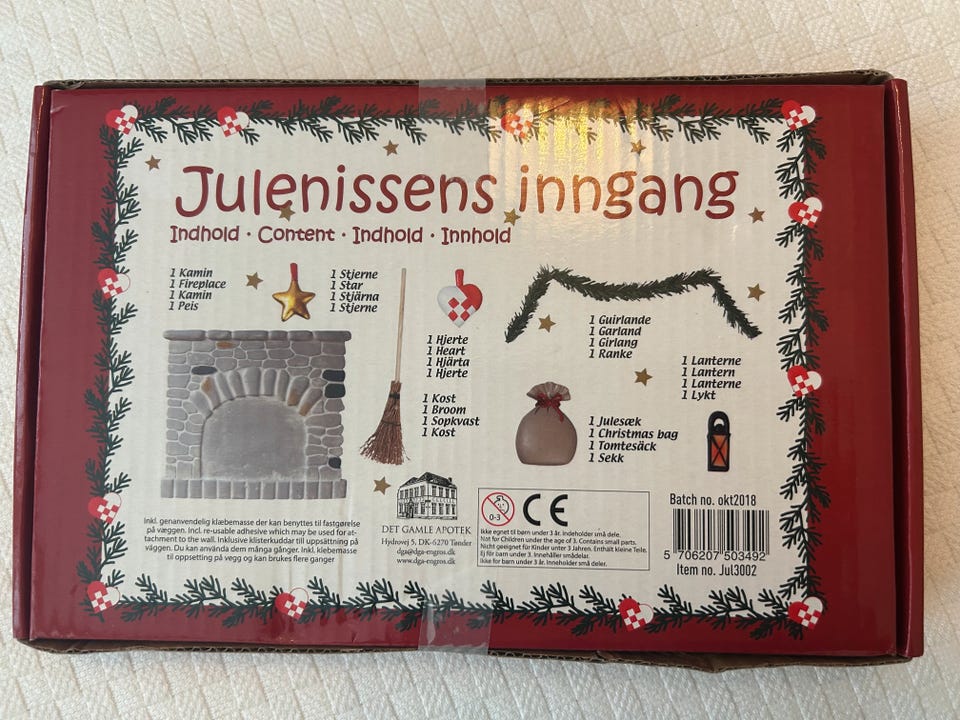 Julenissens inngang
Indhold · Content · Indhold · Innhold
1 Kamin
1 Fireplace
1 Kamin
1 Peis
1 Stjerne
1 Star
1 Stjärna
1 Stjerne
1 Hjerte
1 Heart
1 Hjärta
1 Hjerte
1 Kost
1 Broom
1 Sopkvast
1 Kost
1 Guirlande
1 Garland
1 Girlang
1 Ranke
1 Julesæk
1 Christmas bag
1 Tomtesäck
1 Sekk
1 Lanterne
1 Lantern
1 Lanterne
1 Lykt
Inkl. genanvendelig klæbemasse der kan benyttes til fastgørelse
på væggen. Incl. re-usable adhesive which may be used for at-
tachment to the wall. Inklusive klisterkuddar till uppsättning på
väggen. Du kan använda dem många gånger. Inkl. klebemasse
til oppsetting på vegg og kan brukes flere ganger
DET GAMLE APOTEK
Hydrovej 5, DK-6270 Tønder
dga@dga-engros.dk
www.dga-engros.dk
0-3
CE
Ikke egnet til børn under 3 år. Indeholder små dele.
Not for Children under the age of 3. Contains small parts.
Nicht geeignet für Kinder unter 3 Jahren. Enthält kleine Teile.
Ej för barn under 3. Innehåller smådelar.
Ikke for barn under 3 år. Inneholder små deler.
Batch no. okt2018
5 706207 503492
Item no. Jul3002